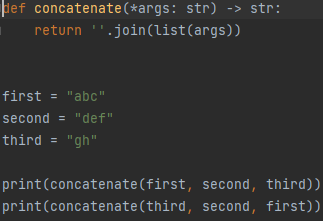 def concatenate(*args: str) -> str:
    return ''.join(list(args))
first = "abc"
second = "def"
third = "gh"
print(concatenate(first, second, third))
print(concatenate(third, second, first))